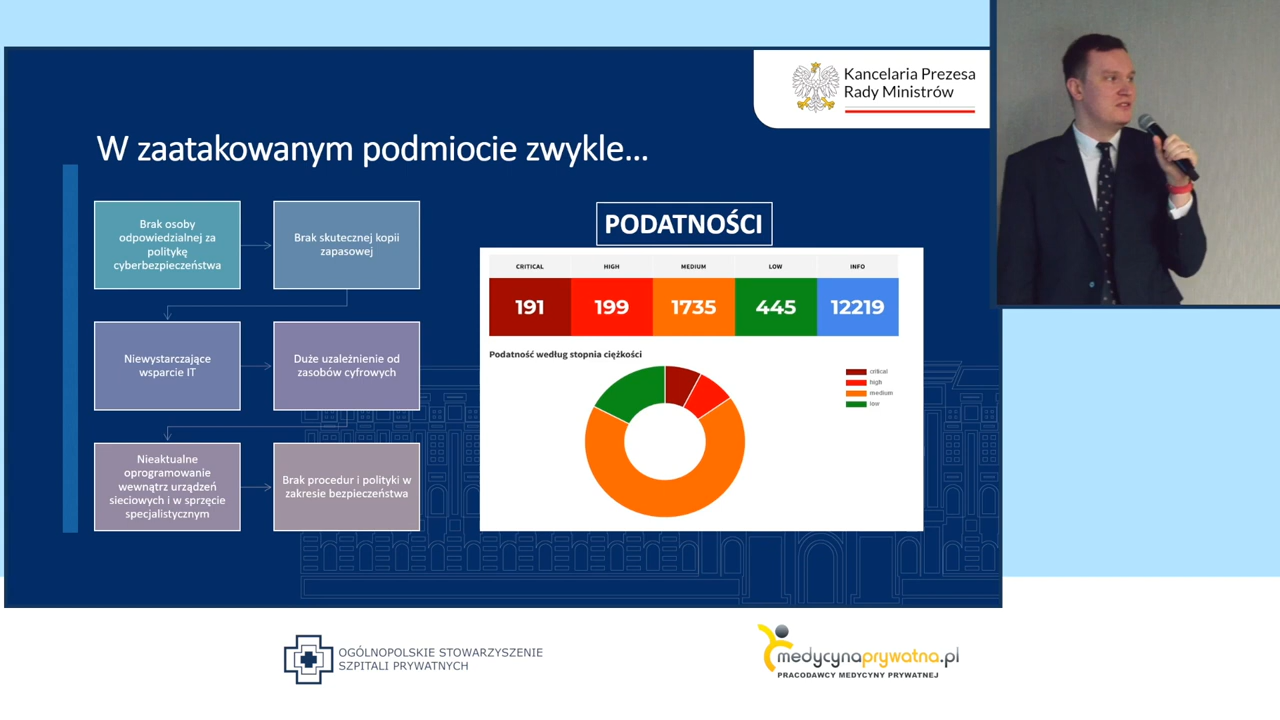 Kancelaria Prezesa
Rady Ministrów
W zaatakowanym podmiocie zwykle...
Brak osoby
odpowiedzialnej za
politykę
cyberbezpieczeństwa
Brak skutecznej kopii
zapasowej
Niewystarczające
wsparcie IT
Duże uzależnienie od
zasobów cyfrowych
Nieaktualne
oprogramowanie
wewnątrz urządzeń
sieciowych i w sprzęcie
specjalistycznym
Brak procedur i polityki w
zakresie bezpieczeństwa
PODATNOŚCI
CRITICAL HIGH MEDIUM LOW INFO
191 199 1735 445 12219
Podatność według stopnia ciężkości
critical
high
medium
low
OGÓLNOPOLSKIE STOWARZYSZENIE
SZPITALI PRYWATNYCH
medycynaprywatna.pl
PRACODAWCY MEDYCYNY PRYWATNEJ